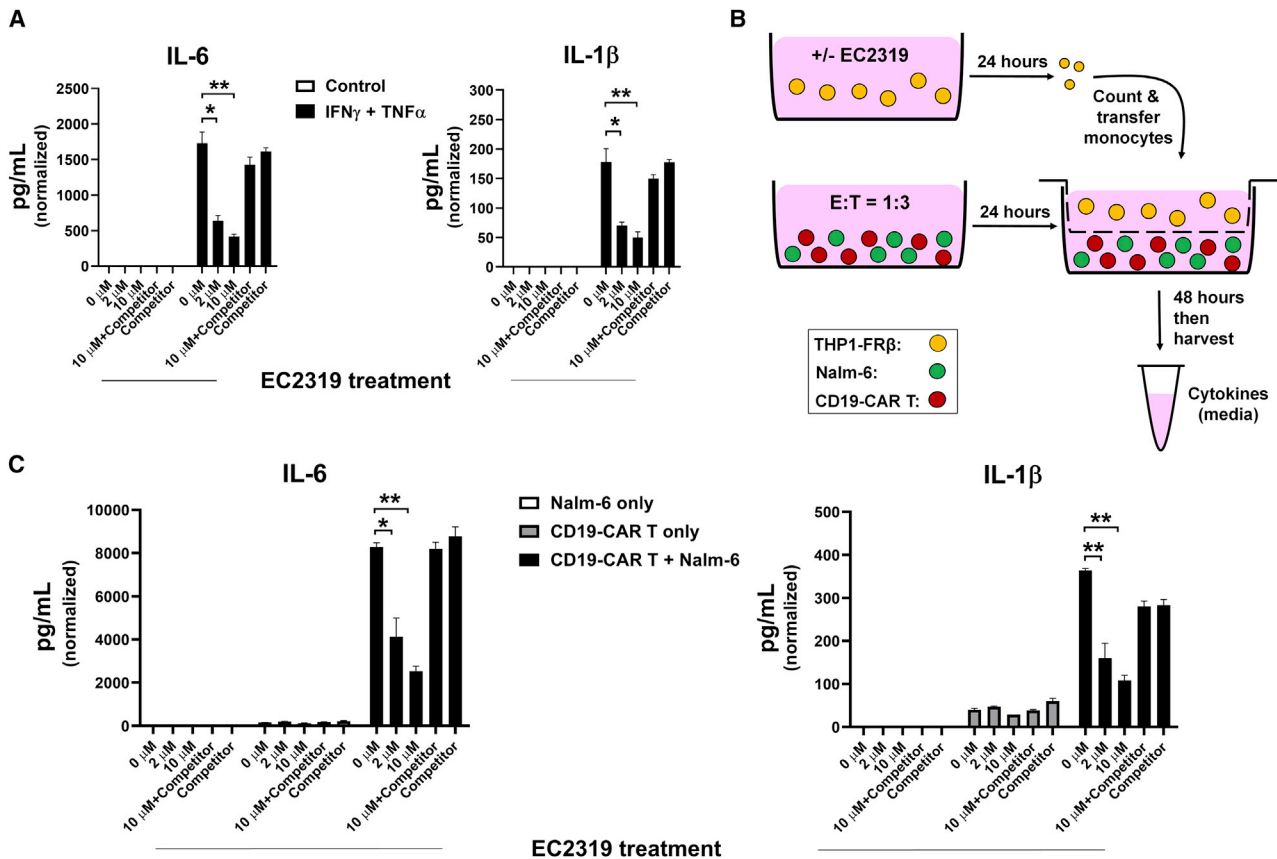 A
IL-6
Control
IFNγ + TNFα
pg/mL
(normalized)
2500
2000
1500
1000
500
0
0 μM
2 μM
10 μM
10 μM+Competitor
Competitor
0 μM
2 μM
10 μM
10 μM+Competitor
Competitor
*
**
IL-1β
pg/mL
(normalized)
300
250
200
150
100
50
0
0 μM
2 μM
10 μM
10 μM+Competitor
Competitor
0 μM
2 μM
10 μM
10 μM+Competitor
Competitor
*
**
EC2319 treatment
B
+/- EC2319
24 hours
Count &
transfer
monocytes
E:T = 1:3
24 hours
48 hours
then
harvest
THP1-FRβ:
Nalm-6:
CD19-CAR T:
Cytokines
(media)
C
IL-6
Nalm-6 only
CD19-CAR T only
CD19-CAR T + Nalm-6
pg/mL
(normalized)
10000
8000
6000
4000
2000
0
0 μM
2 μM
10 μM
10 μM+Competitor
Competitor
0 μM
2 μM
10 μM
10 μM+Competitor
Competitor
0 μM
2 μM
10 μM
10 μM+Competitor
Competitor
**
*
IL-1β
pg/mL
(normalized)
500
400
300
200
100
0
0 μM
2 μM
10 μM
10 μM+Competitor
Competitor
0 μM
2 μM
10 μM
10 μM+Competitor
Competitor
0 μM
2 μM
10 μM
10 μM+Competitor
Competitor
**
**
EC2319 treatment